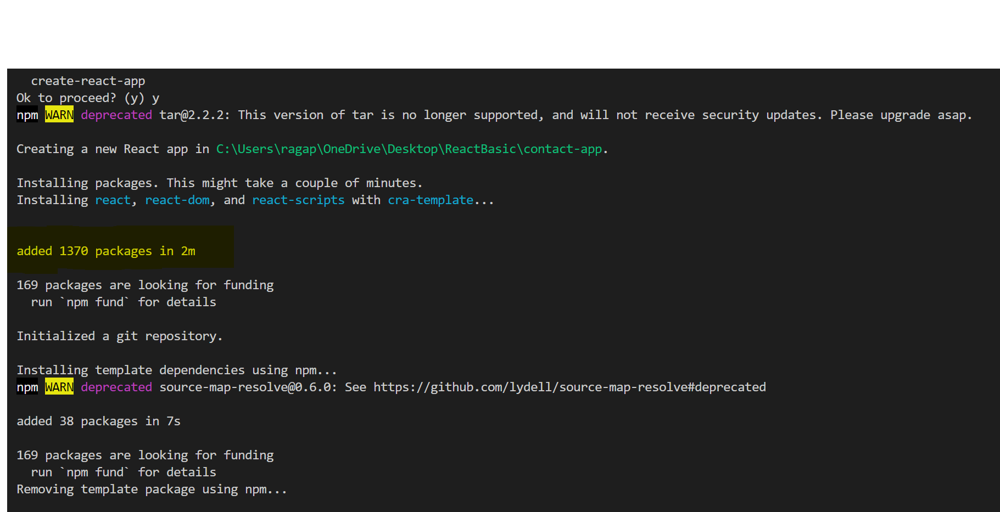 create-react-app
Ok to proceed? (y) y
npm WARN deprecated tar@2.2.2: This version of tar is no longer supported, and will not receive security updates. Please upgrade asap.
Creating a new React app in C:\Users\ragap\OneDrive\Desktop\ReactBasic\contact-app.
Installing packages. This might take a couple of minutes.
Installing react, react-dom, and react-scripts with cra-template...
added 1370 packages in 2m
169 packages are looking for funding
run `npm fund` for details
Initialized a git repository.
Installing template dependencies using npm...
npm WARN deprecated source-map-resolve@0.6.0: See https://github.com/lydell/source-map-resolve#deprecated
added 38 packages in 7s
169 packages are looking for funding
run `npm fund` for details
Removing template package using npm...